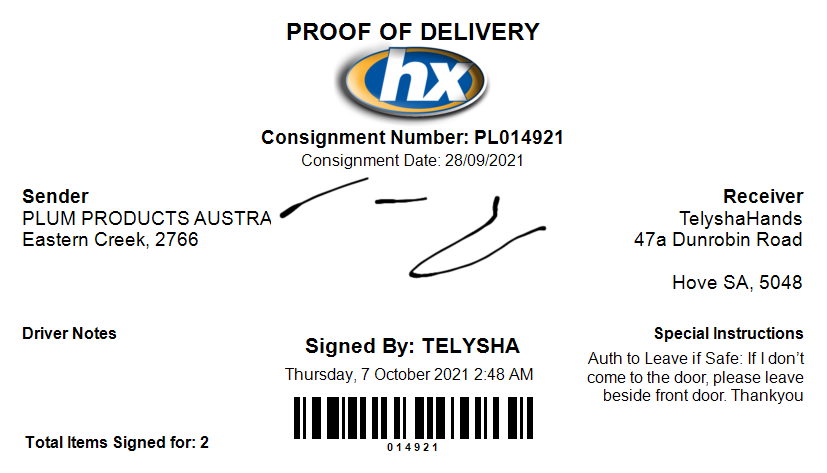 PROOF OF DELIVERY
hx
Consignment Number: PL014921
Consignment Date: 28/09/2021
Sender
PLUM PRODUCTS AUSTRA
Eastern Creek, 2766
Receiver
TelyshaHands
47a Dunrobin Road
Hove SA, 5048
Driver Notes
Signed By: TELYSHA
Thursday, 7 October 2021 2:48 AM
014921
Special Instructions
Auth to Leave if Safe: If I don’t
come to the door, please leave
beside front door. Thankyou
Total Items Signed for: 2